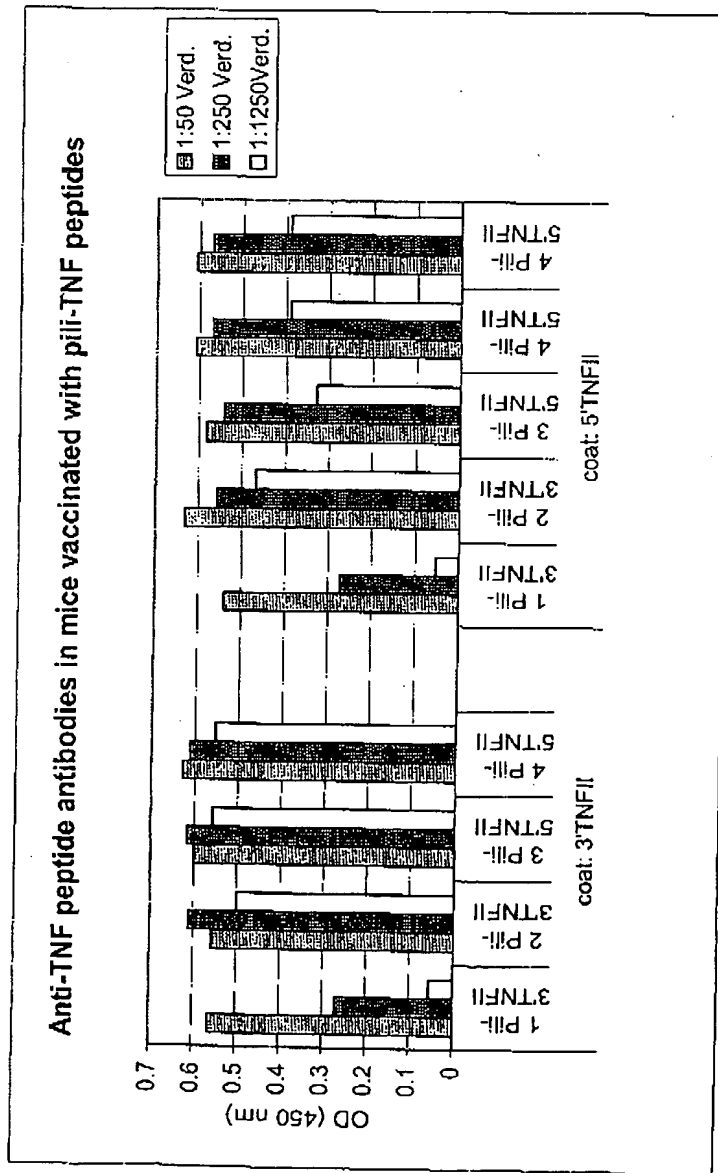 Anti-TNF peptide antibodies in mice vaccinated with pili-TNF peptides
1:50 Verd.
1:250 Verd.
1:1250Verd.
OD (450 nm)
0.7
0.6
0.5
0.4
0.3
0.2
0.1
0
1 Pili-
3'TNFII
2 Pili-
3'TNFII
3 Pili-
5'TNFII
4 Pili-
5'TNFII
1 Pili-
3'TNFII
2 Pili-
3'TNFII
3 Pili-
5'TNFII
4 Pili-
5'TNFII
4 Pili-
5'TNFII
coat: 3'TNFII
coat: 5'TNFII